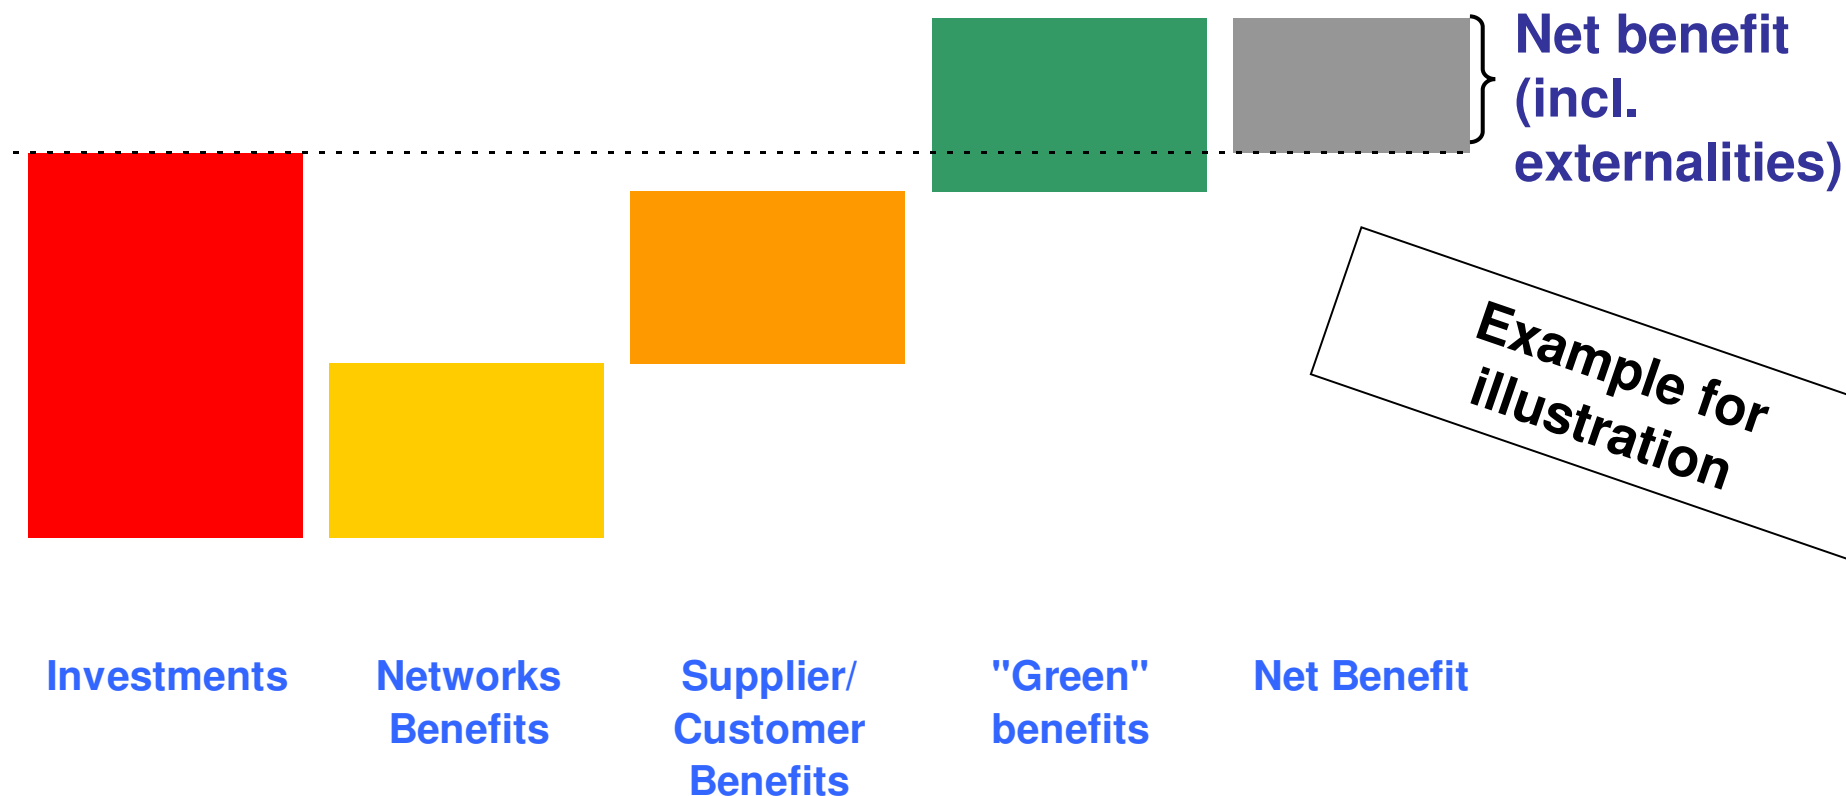 Net benefit
(incl.
externalities)
Example for
illustration
Investments
Networks
Benefits
Supplier/
Customer
Benefits
"Green"
benefits
Net Benefit